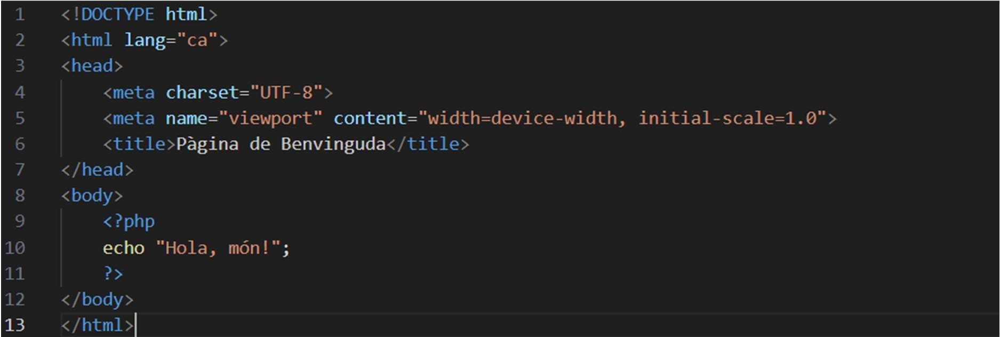 1 <!DOCTYPE html>
2 <html lang="ca">
3 <head>
4     <meta charset="UTF-8">
5     <meta name="viewport" content="width=device-width, initial-scale=1.0">
6     <title>Pàgina de Benvinguda</title>
7 </head>
8 <body>
9     <?php
10     echo "Hola, món!";
11     ?>
12 </body>
13 </html>